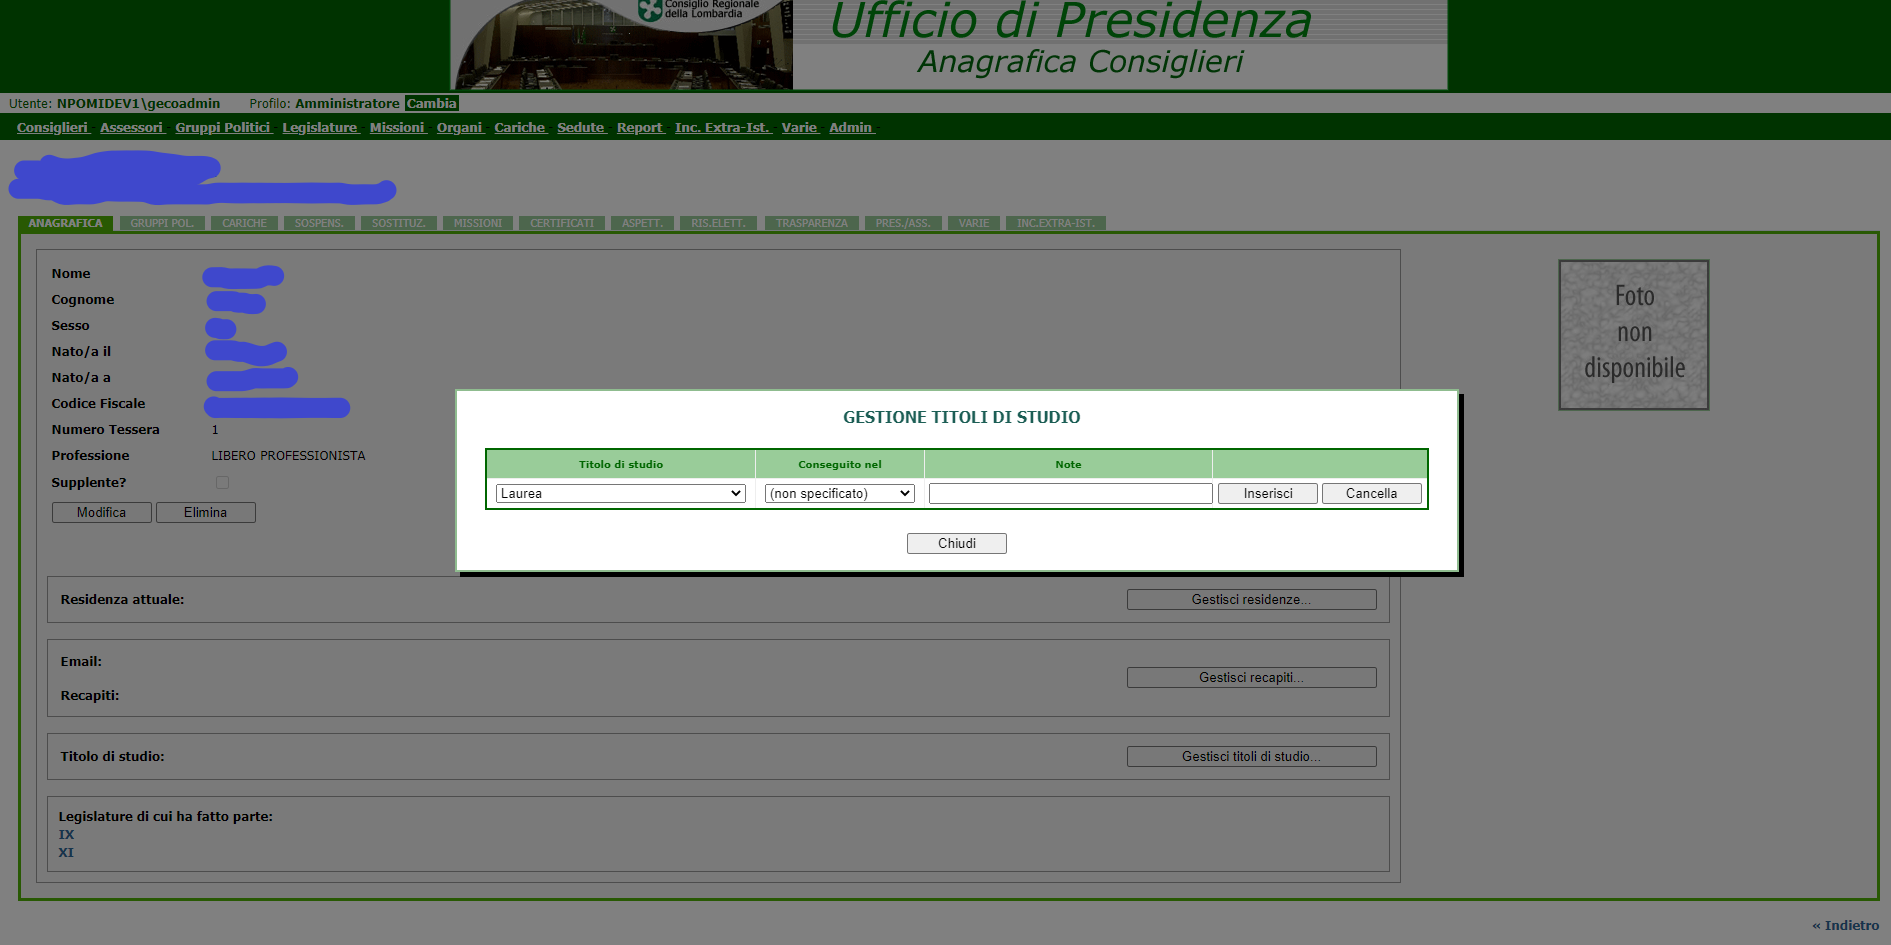 Consiglio Regionale
della Lombardia
Ufficio di Presidenza
Anagrafica Consiglieri
Utente: NPOMIDEV1\gecoadmin Profilo: Amministratore Cambia
Consiglieri Assessori Gruppi Politici Legislature Missioni Organi Cariche Sedute Report Inc. Extra-Ist. Varie Admin
ANAGRAFICA GRUPPI POL. CARICHE SOSPENS. SOSTITUZ. MISSIONI CERTIFICATI ASPETT. RIS.ELETT. TRASPARENZA PRES./ASS. VARIE INC.EXTRA-IST.
Nome
Cognome
Sesso
Nato/a il
Nato/a a
Codice Fiscale
Numero Tessera 1
Professione LIBERO PROFESSIONISTA
Supplente?
Modifica Elimina
Foto
non
disponibile
GESTIONE TITOLI DI STUDIO
Titolo di studio Conseguito nel Note
Laurea (non specificato) Inserisci Cancella
Chiudi
Residenza attuale: Gestisci residenze...
Email:
Gestisci recapiti...
Recapiti:
Titolo di studio: Gestisci titoli di studio...
Legislature di cui ha fatto parte:
IX
XI
« Indietro